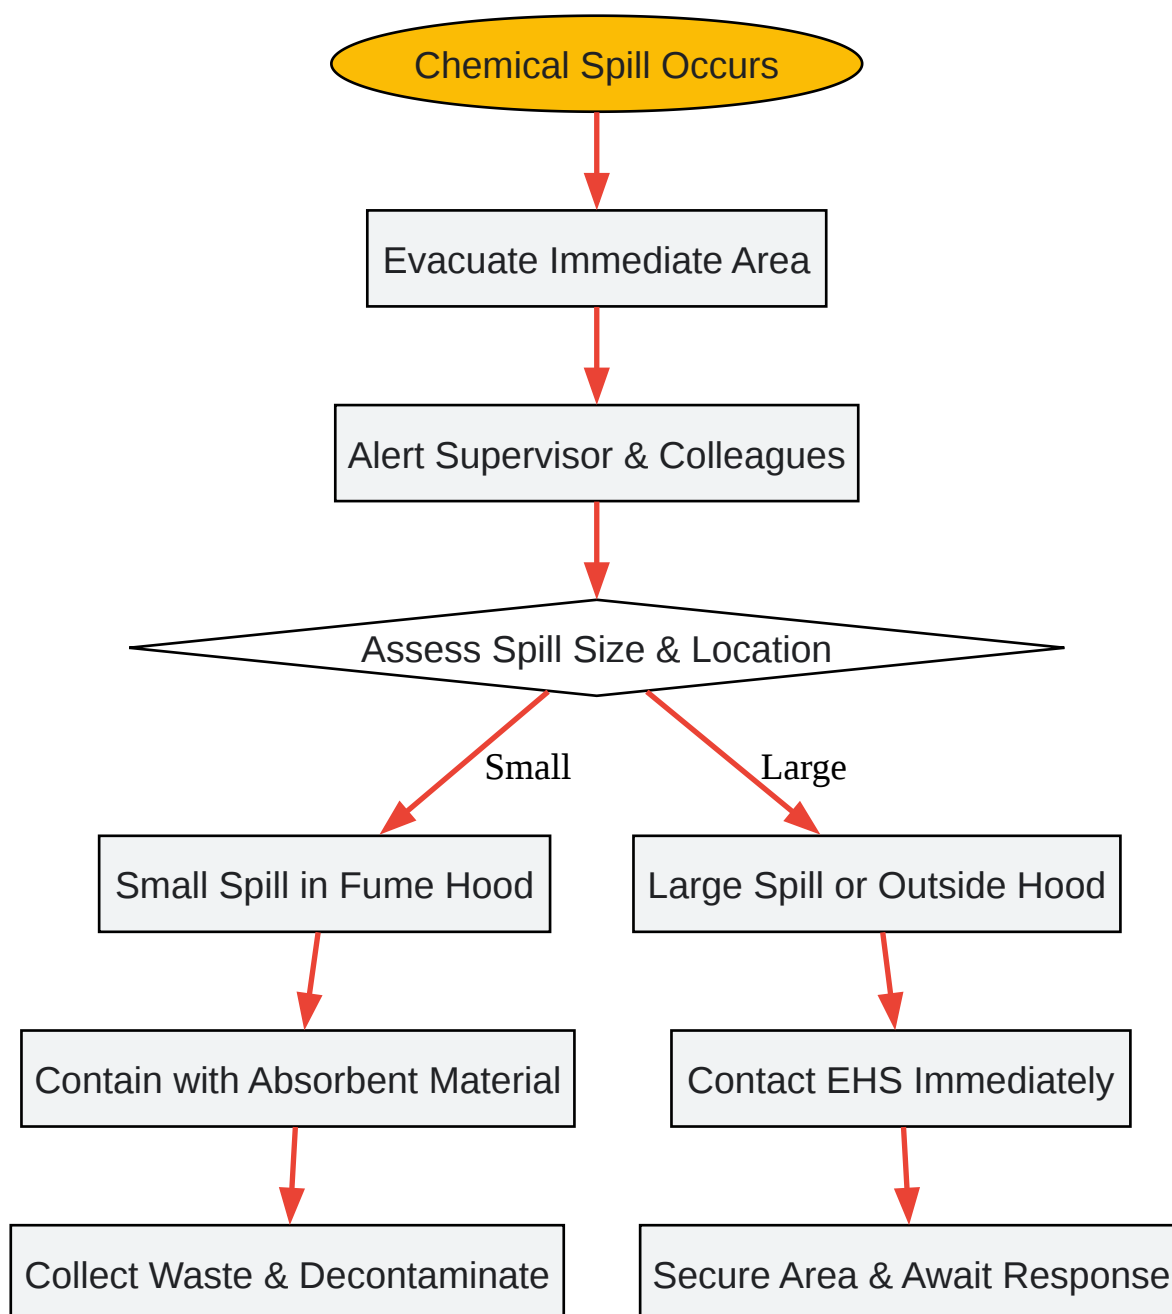 Chemical Spill Occurs
Evacuate Immediate Area
Alert Supervisor & Colleagues
Assess Spill Size & Location
Small
Large
Small Spill in Fume Hood
Large Spill or Outside Hood
Contain with Absorbent Material
Contact EHS Immediately
Collect Waste & Decontaminate
Secure Area & Await Response